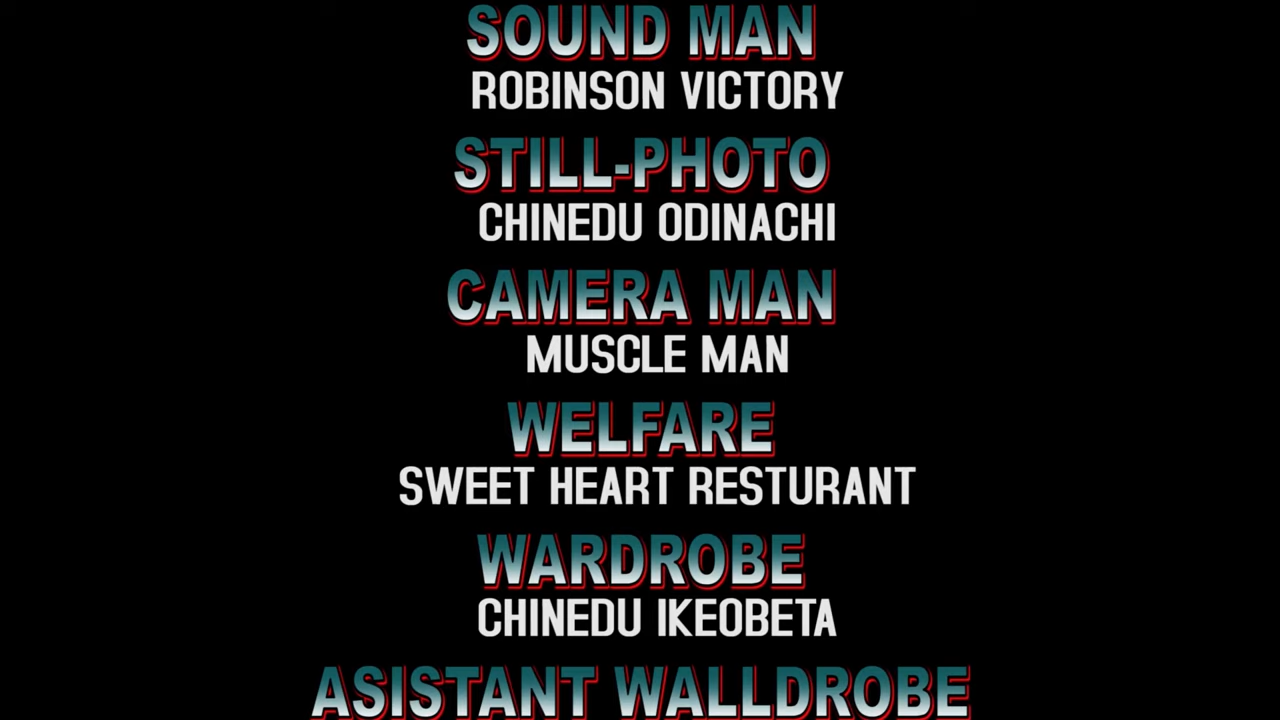 SOUND MAN
ROBINSON VICTORY
STILL-PHOTO
CHINEDU ODINACHI
CAMERA MAN
MUSCLE MAN
WELFARE
SWEET HEART RESTURANT
WARDROBE
CHINEDU IKEOBETA
ASISTANT WALLDROBE